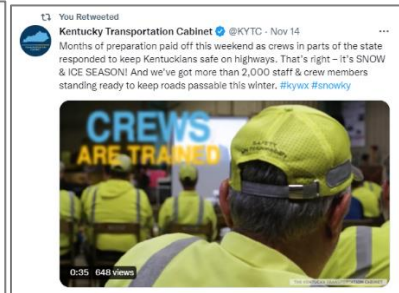 You Retweeted
Kentucky Transportation Cabinet @KYTC · Nov 14 ...
Months of preparation paid off this weekend as crews in parts of the state
responded to keep Kentuckians safe on highways. That's right – it's SNOW
& ICE SEASON! And we've got more than 2,000 staff & crew members
standing ready to keep roads passable this winter. #kywx #snowky
CREWS
ARE TRAINED
SAFETY
0:35 648 views